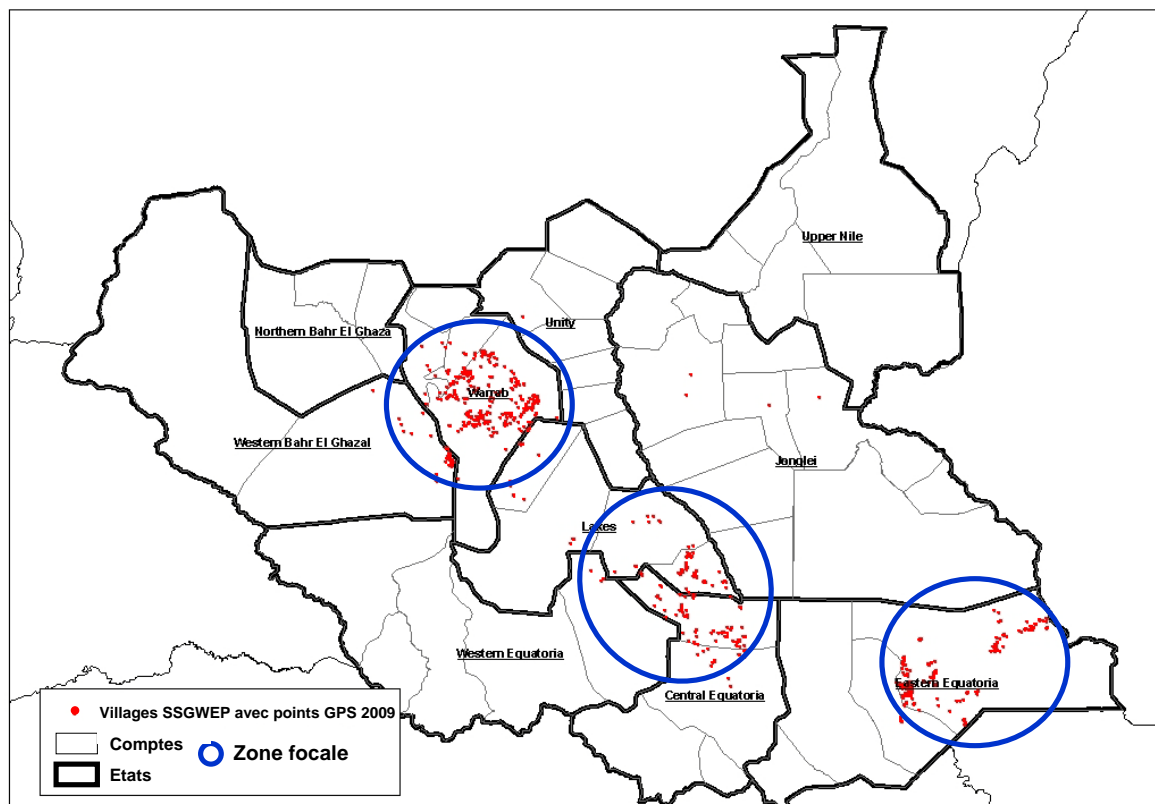 Upper Nile
Northern Bahr El Ghaza
Unity
Warrab
Western Bahr El Ghazal
Jonglei
Lakes
Western Equatoria
Eastern Equatoria
Central Equatoria
Villages SSGWEP avec points GPS 2009
Comptes
Zone focale
Etats